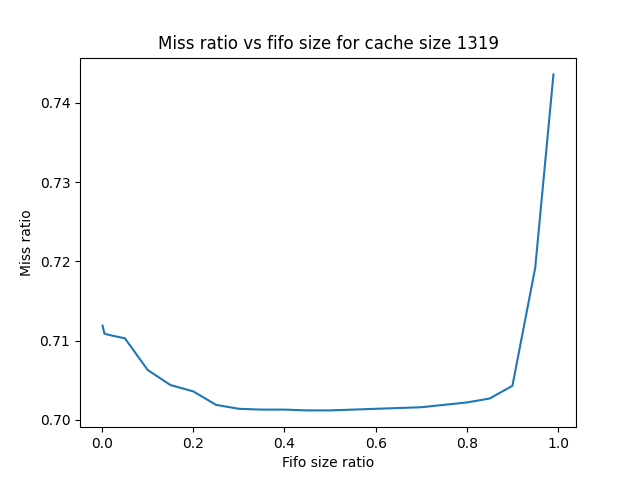 Miss ratio vs fifo size for cache size 1319
0.74
0.73
0.72
0.71
0.70
Miss ratio
0.0 0.2 0.4 0.6 0.8 1.0
Fifo size ratio